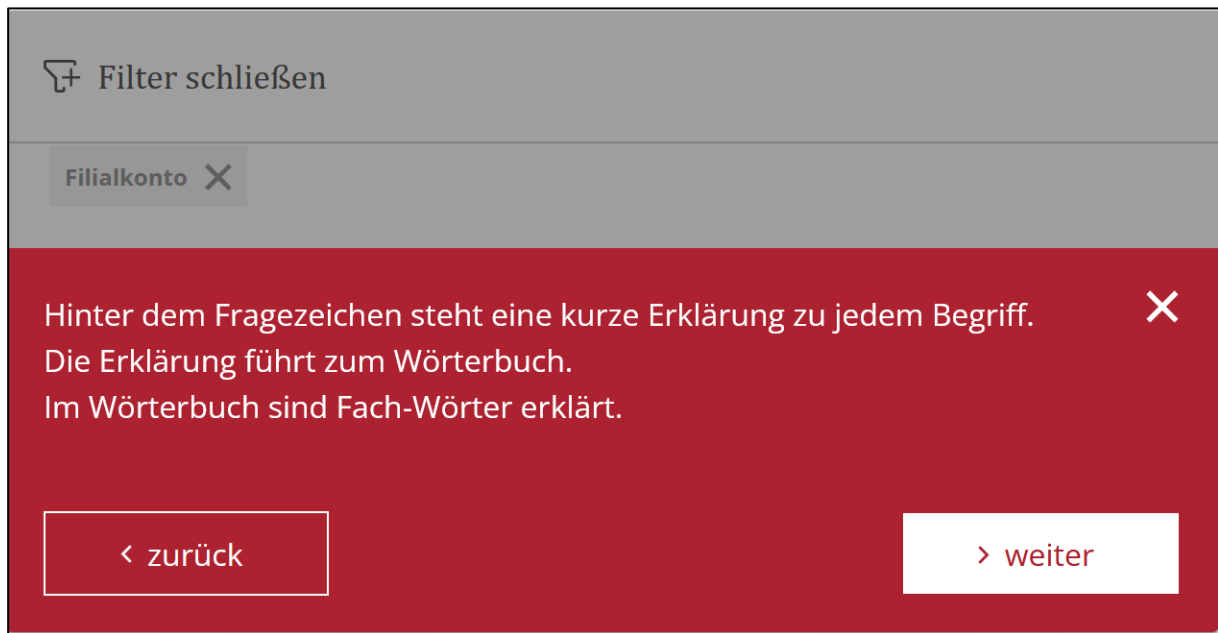 Filter schließen
Filialkonto
Hinter dem Fragezeichen steht eine kurze Erklärung zu jedem Begriff.
Die Erklärung führt zum Wörterbuch.
Im Wörterbuch sind Fach-Wörter erklärt.
< zurück
> weiter